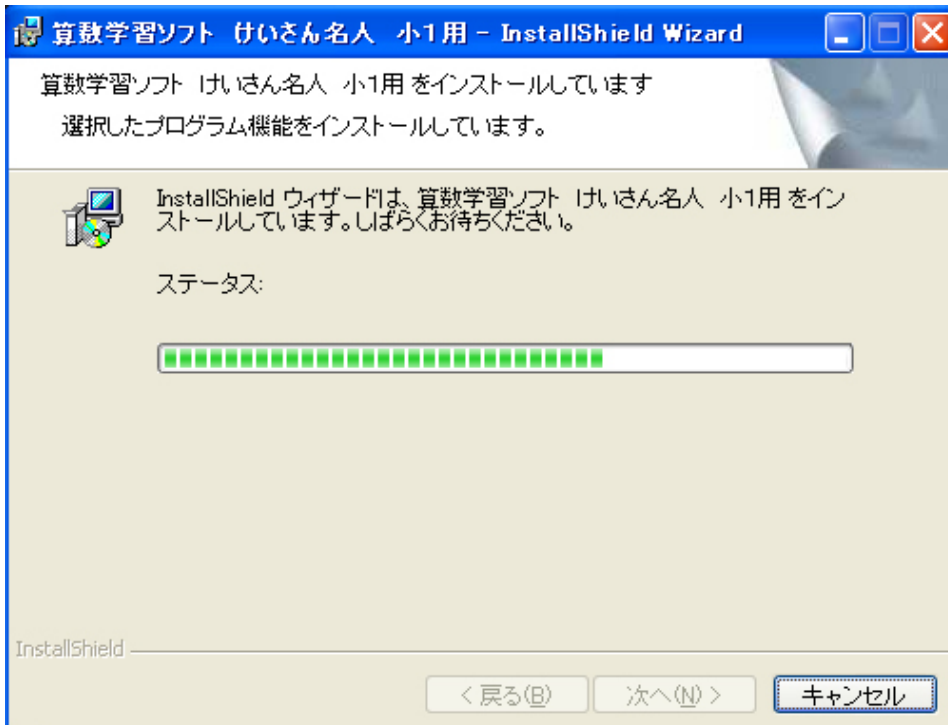 算数学習ソフト けいさん名人 小1用 - InstallShield Wizard
算数学習ソフト けいさん名人 小1用 をインストールしています
選択したプログラム機能をインストールしています。
InstallShield ウィザードは、算数学習ソフト けいさん名人 小1用 をイン
ストールしています。しばらくお待ちください。
ステータス:
InstallShield
< 戻る(B)
次へ(N) >
キャンセル